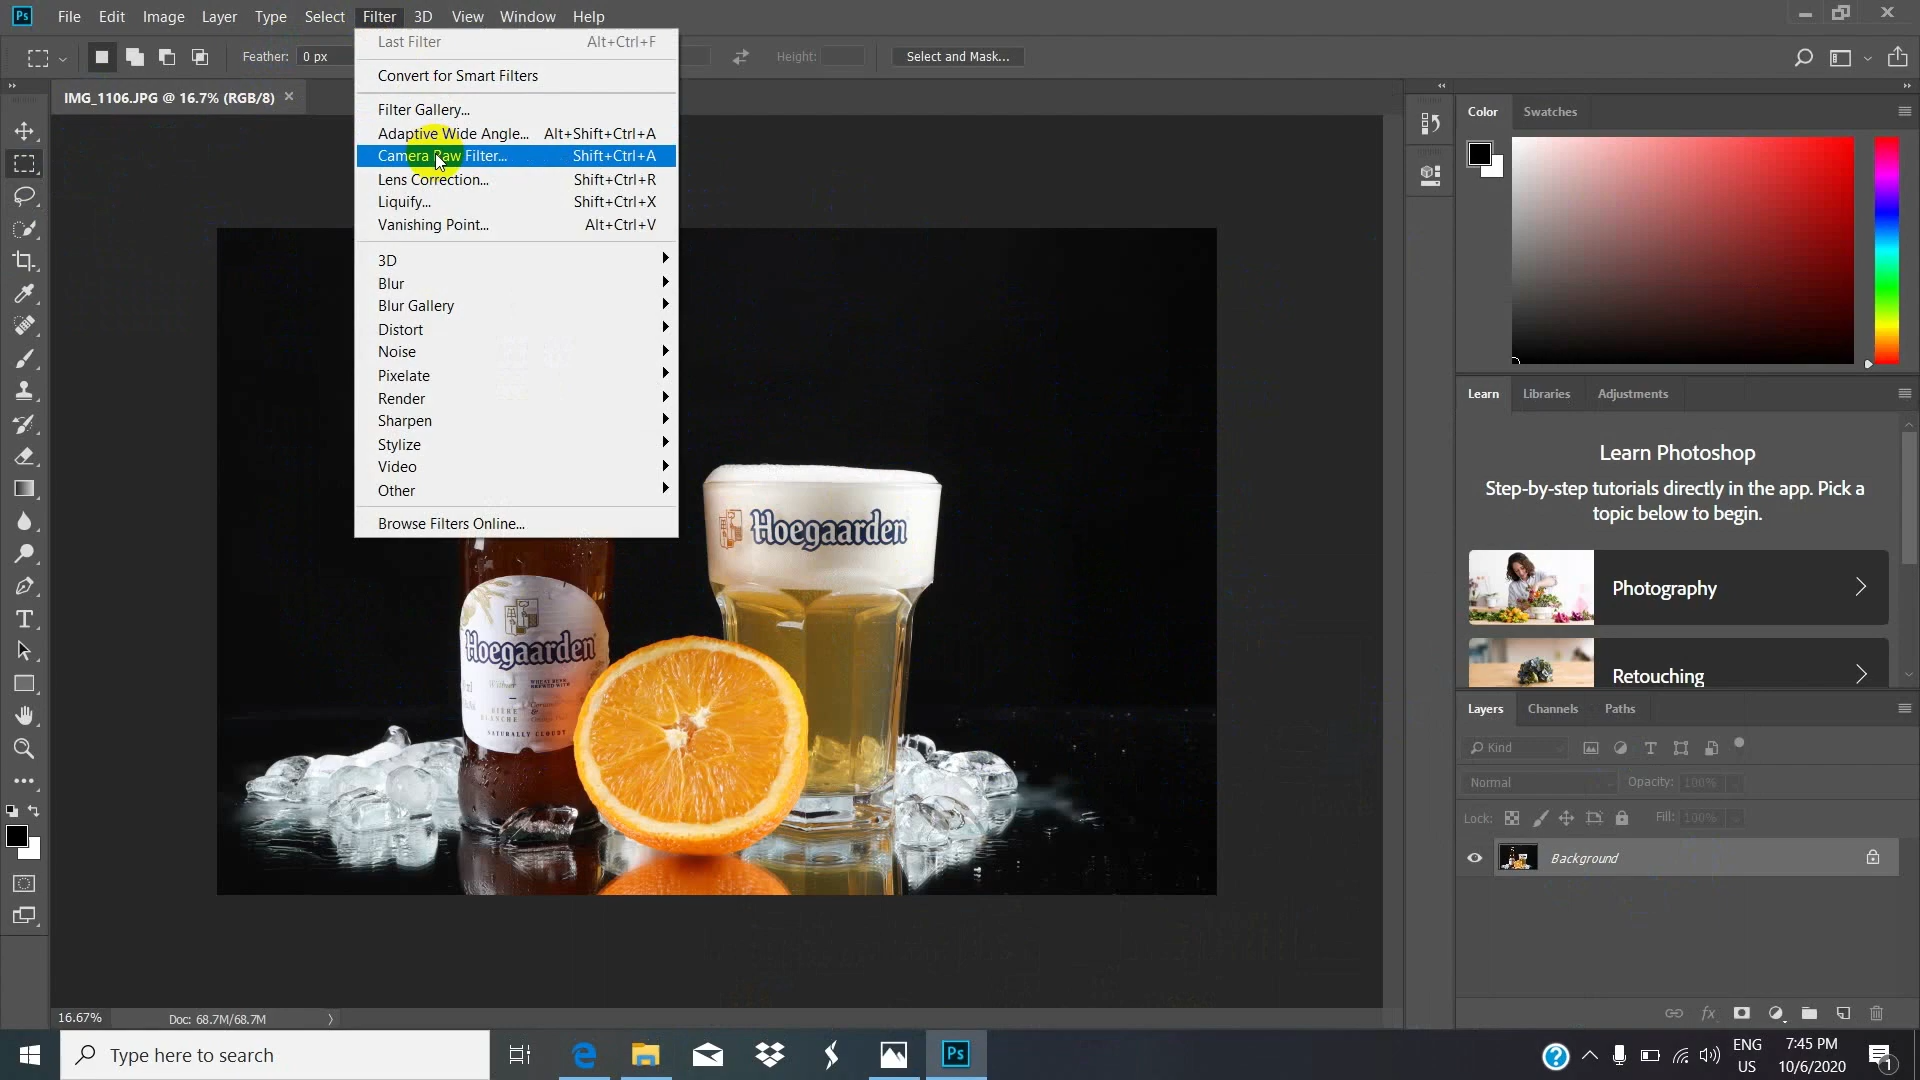 Ps File Edit Image Layer Type Select Filter 3D View Window Help
Feather: 0 px Height: Select and Mask...
IMG_1106.JPG @ 16.7% (RGB/8) ×
Last Filter Alt+Ctrl+F
Convert for Smart Filters
Filter Gallery...
Adaptive Wide Angle... Alt+Shift+Ctrl+A
Camera Raw Filter... Shift+Ctrl+A
Lens Correction... Shift+Ctrl+R
Liquify... Shift+Ctrl+X
Vanishing Point... Alt+Ctrl+V
3D
Blur
Blur Gallery
Distort
Noise
Pixelate
Render
Sharpen
Stylize
Video
Other
Browse Filters Online...
Hoegaarden
Hoegaarden
BIÈRE
BLANCHE
NATURALLY CLOUDY
Color Swatches
Learn Libraries Adjustments
Learn Photoshop
Step-by-step tutorials directly in the app. Pick a
topic below to begin.
Photography
Retouching
Layers Channels Paths
Kind
Normal Opacity: 100%
Lock: Fill: 100%
Background
fx
16.67% Doc: 68.7M/68.7M
Type here to search
Ps
ENG
US
7:45 PM
10/6/2020
1